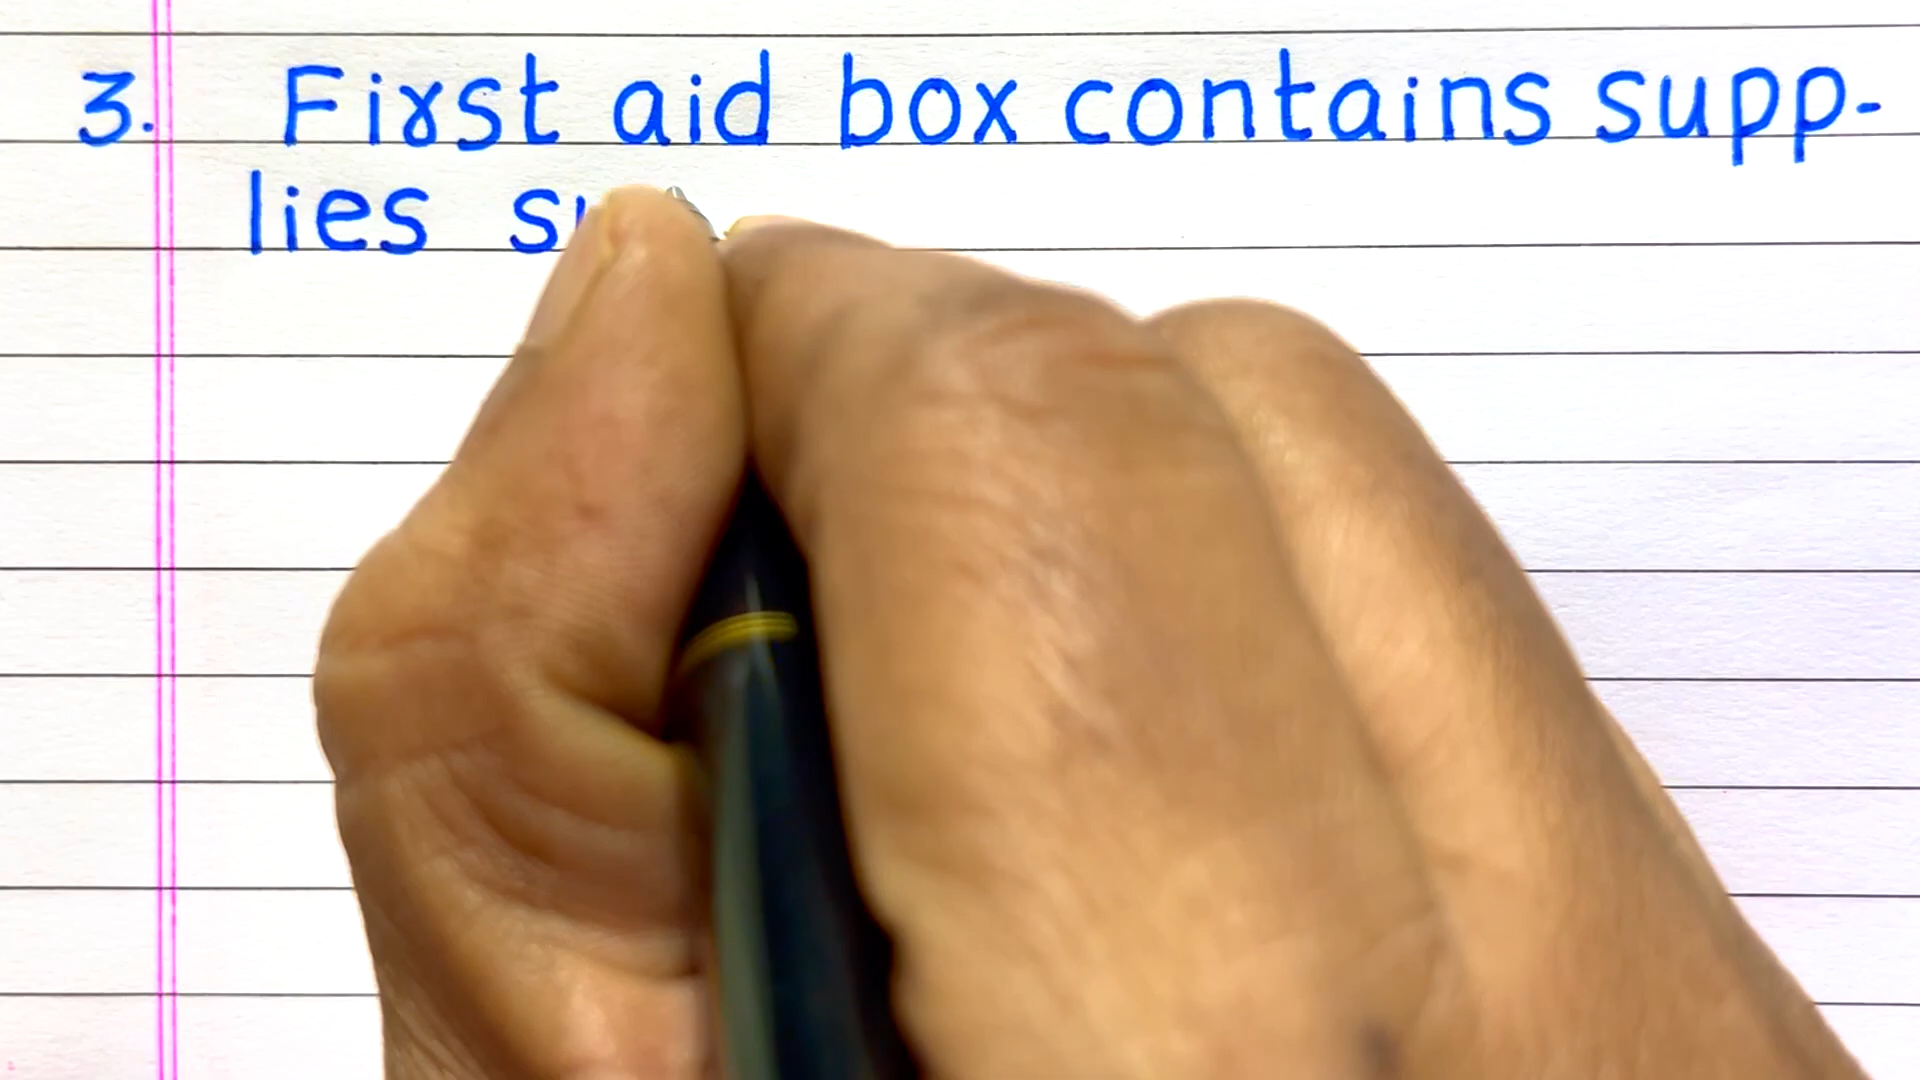 3. First aid box contains supp-
lies